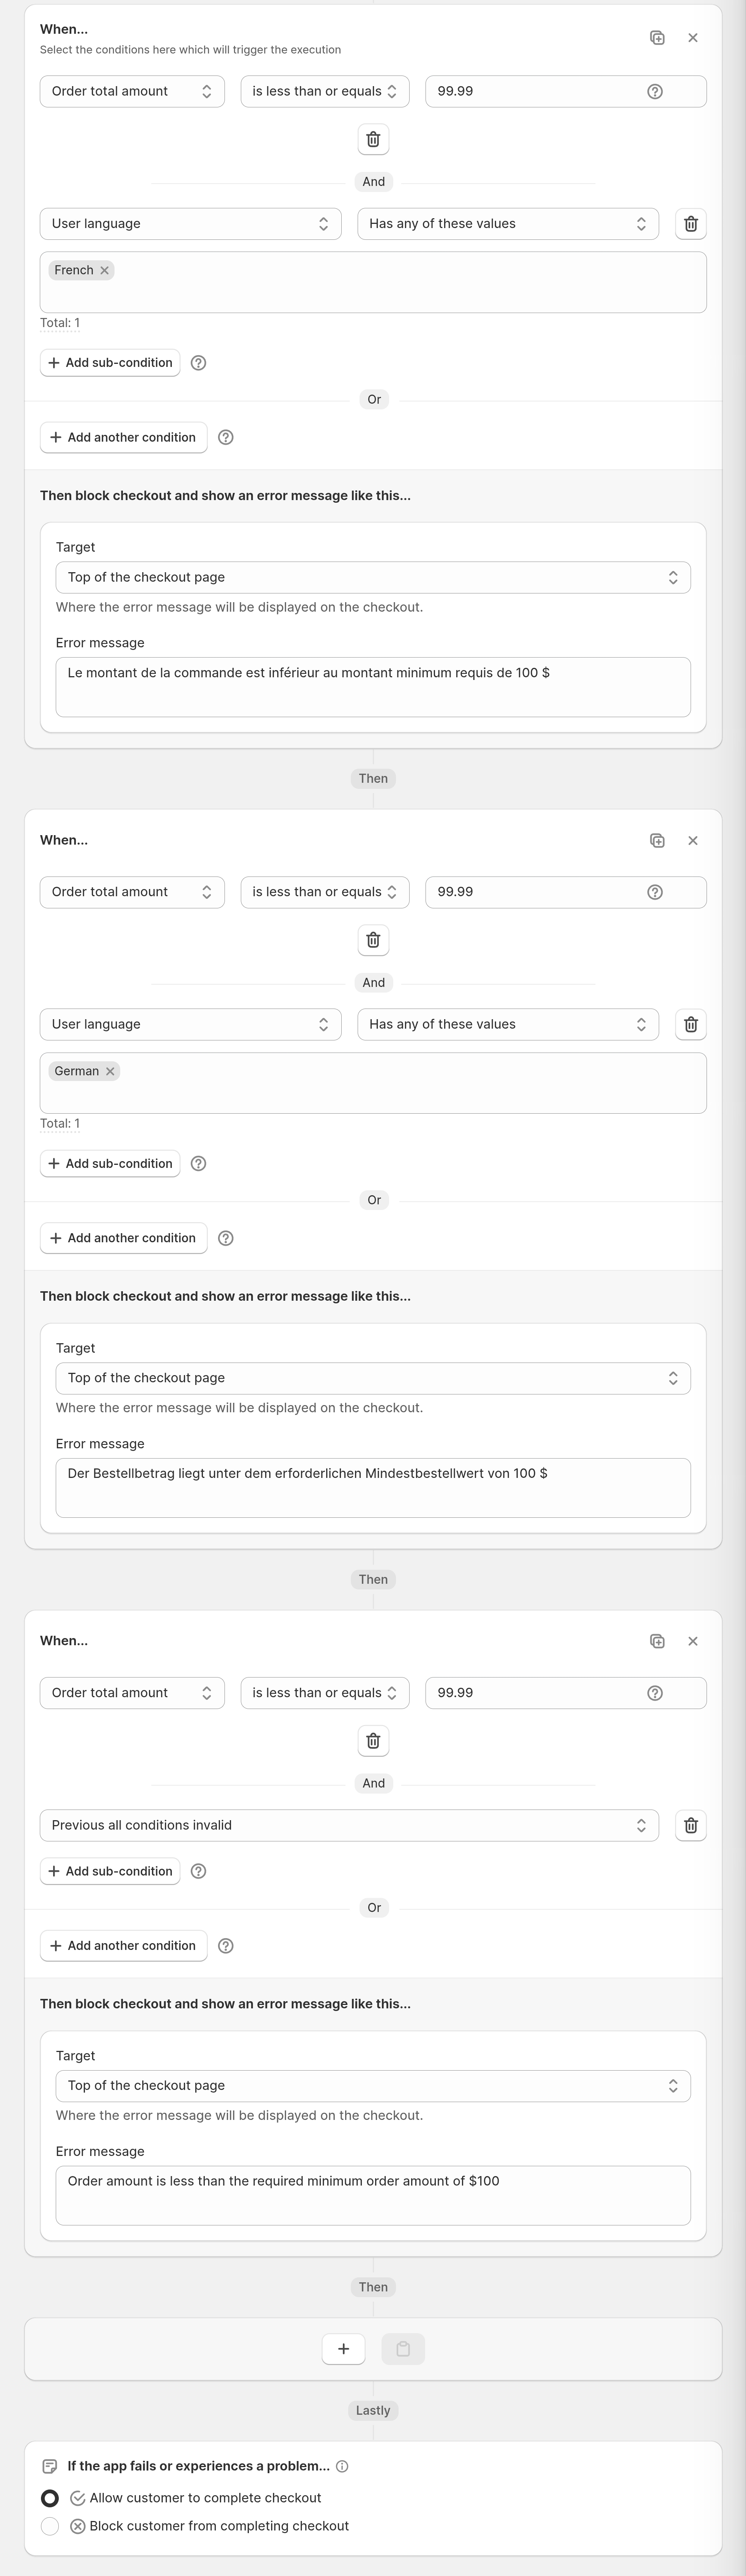 When...
Select the conditions here which will trigger the execution
Order total amount is less than or equals 99.99
And
User language Has any of these values
French
Total: 1
Add sub-condition
Or
Add another condition
Then block checkout and show an error message like this...
Target
Top of the checkout page
Where the error message will be displayed on the checkout.
Error message
Le montant de la commande est inférieur au montant minimum requis de 100 $
Then
When...
Order total amount is less than or equals 99.99
And
User language Has any of these values
German
Total: 1
Add sub-condition
Or
Add another condition
Then block checkout and show an error message like this...
Target
Top of the checkout page
Where the error message will be displayed on the checkout.
Error message
Der Bestellbetrag liegt unter dem erforderlichen Mindestbestellwert von 100 $
Then
When...
Order total amount is less than or equals 99.99
And
Previous all conditions invalid
Add sub-condition
Or
Add another condition
Then block checkout and show an error message like this...
Target
Top of the checkout page
Where the error message will be displayed on the checkout.
Error message
Order amount is less than the required minimum order amount of $100
Then
Lastly
If the app fails or experiences a problem...
Allow customer to complete checkout
Block customer from completing checkout